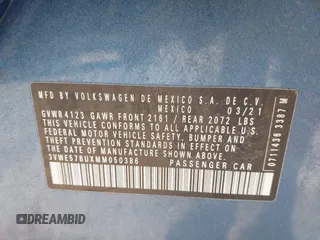 MFD BY VOLKSWAGEN DE MEXICO S.A. DE C.V.
MEXICO 03/21
GVWR 4123 GAWR FRONT 2161 / REAR 2072 LBS
THIS VEHICLE CONFORMS TO ALL APPLICABLE U.S.
FEDERAL MOTOR VEHICLE SAFETY, BUMPER AND
THEFT PREVENTION STANDARDS IN EFFECT ON THE
DATE OF MANUFACTURE SHOWN ABOVE.
3VWE57BUXMM050386 PASSENGER CAR
0711436 3387 M
DREAMBID